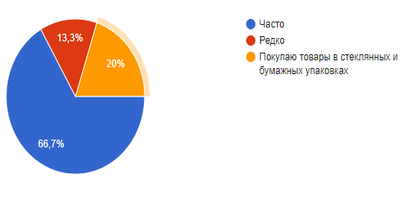 13,3%
20%
66,7%
Часто
Редко
Покупаю товары в стеклянных и
бумажных упаковках